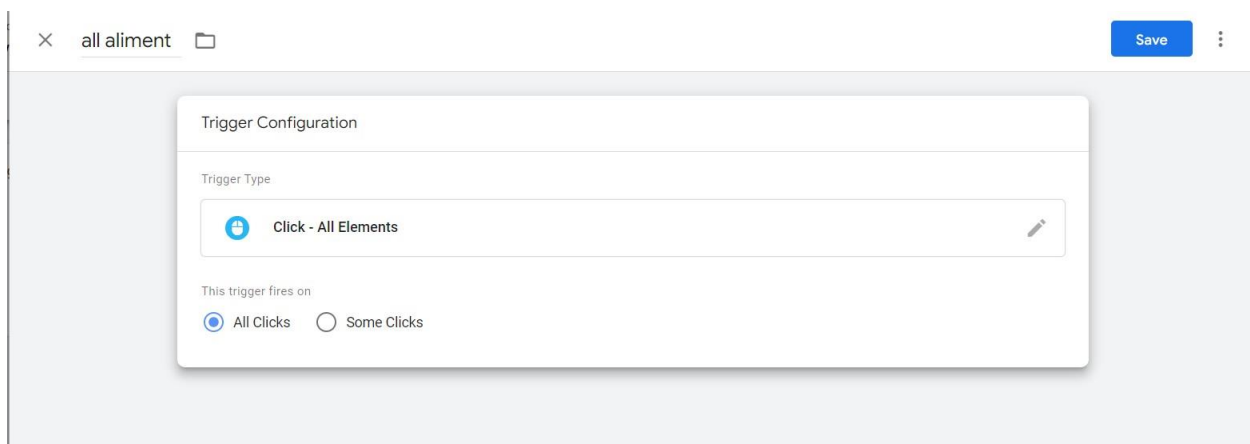 all aliment
Save
Trigger Configuration
Trigger Type
Click - All Elements
This trigger fires on
All Clicks Some Clicks